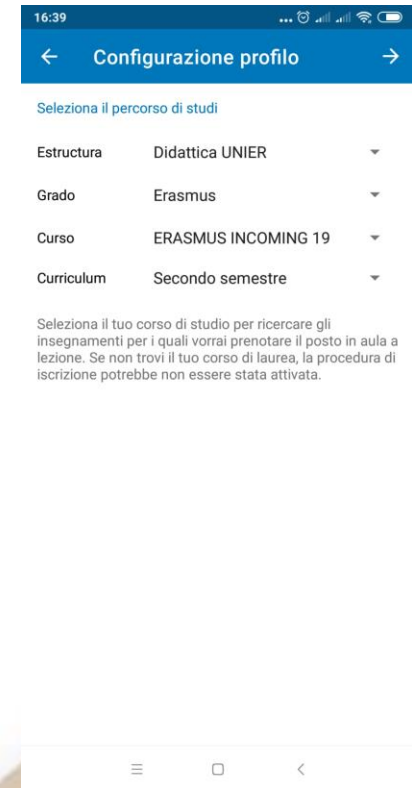 16:39
Configurazione profilo
Seleziona il percorso di studi
Estructura Didattica UNIER
Grado Erasmus
Curso ERASMUS INCOMING 19
Curriculum Secondo semestre
Seleziona il tuo corso di studio per ricercare gli
insegnamenti per i quali vorrai prenotare il posto in aula a
lezione. Se non trovi il tuo corso di laurea, la procedura di
iscrizione potrebbe non essere stata attivata.